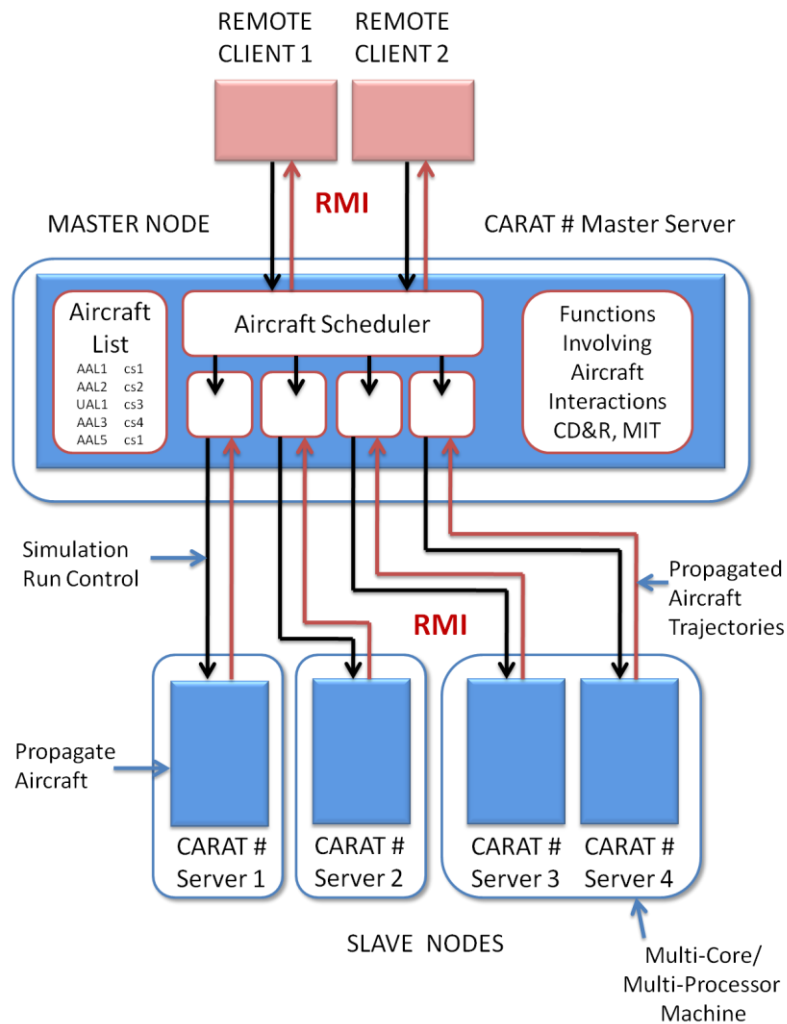 REMOTE
CLIENT 1
REMOTE
CLIENT 2
RMI
MASTER NODE
CARAT # Master Server
Aircraft
List
AAL1 cs1
AAL2 cs2
UAL1 cs3
AAL3 cs4
AAL5 cs1
Aircraft Scheduler
Functions
Involving
Aircraft
Interactions
CD&R, MIT
Simulation
Run Control
Propagated
Aircraft
Trajectories
RMI
Propagate
Aircraft
CARAT #
Server 1
CARAT #
Server 2
CARAT #
Server 3
CARAT #
Server 4
SLAVE NODES
Multi-Core/
Multi-Processor
Machine